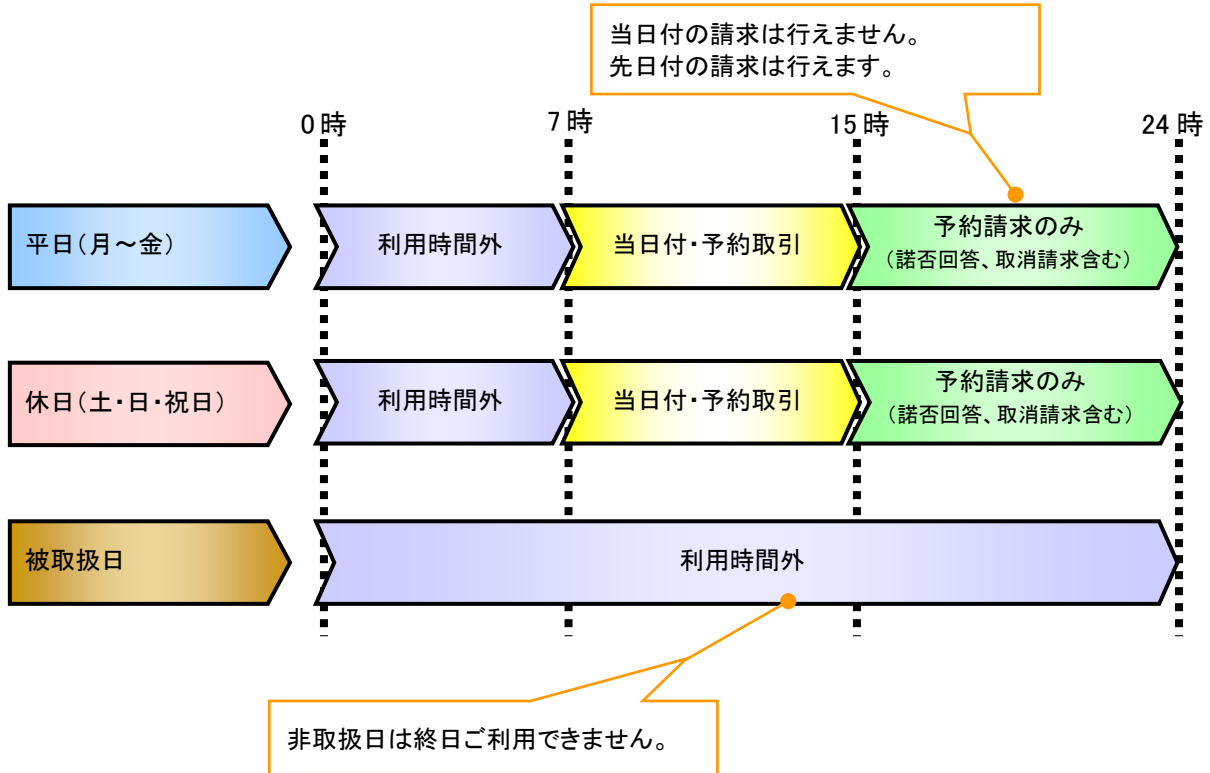 当日付の請求は行えません。
先日付の請求は行えます。
0時
7時
15時
24時
平日(月~金)
利用時間外
当日付・予約取引
予約請求のみ
(諾否回答、取消請求含む)
休日(土・日・祝日)
利用時間外
当日付・予約取引
予約請求のみ
(諾否回答、取消請求含む)
被取扱日
利用時間外
非取扱日は終日ご利用できません。